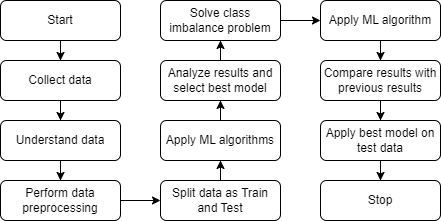 Start
Collect data
Understand data
Perform data
preprocessing
Split data as Train
and Test
Apply ML algorithms
Analyze results and
select best model
Solve class
imbalance problem
Apply ML algorithm
Compare results with
previous results
Apply best model on
test data
Stop